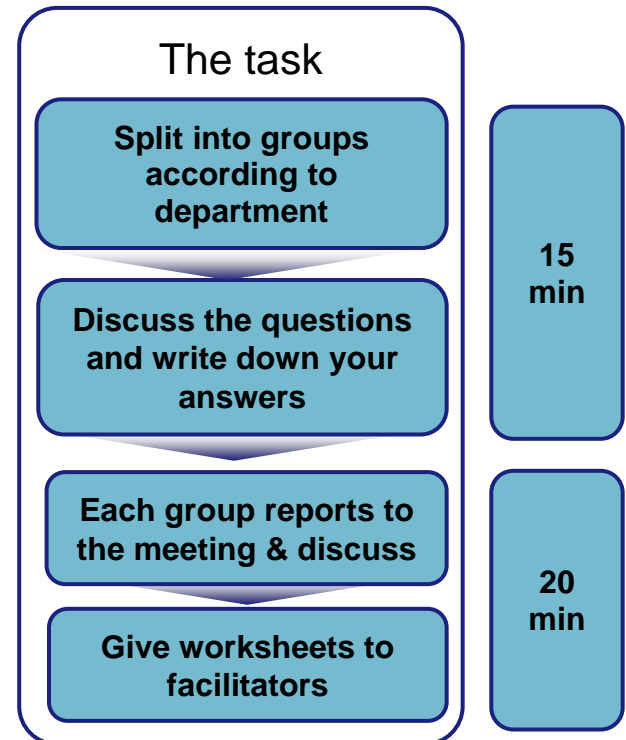 The task
Split into groups
according to
department
15
min
Discuss the questions
and write down your
answers
Each group reports to
the meeting & discuss
20
min
Give worksheets to
facilitators